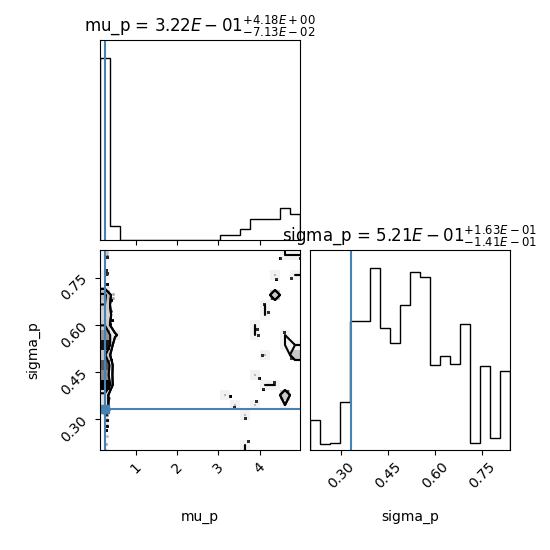 mu_p = 3.22E − 01+4.18E+00 −7.13E−02
sigma_p = 5.21E − 01+1.63E−01 −1.41E−01
0.75
0.60
0.45
0.30
sigma_p
1 2 3 4
0.30 0.45 0.60 0.75
mu_p
sigma_p